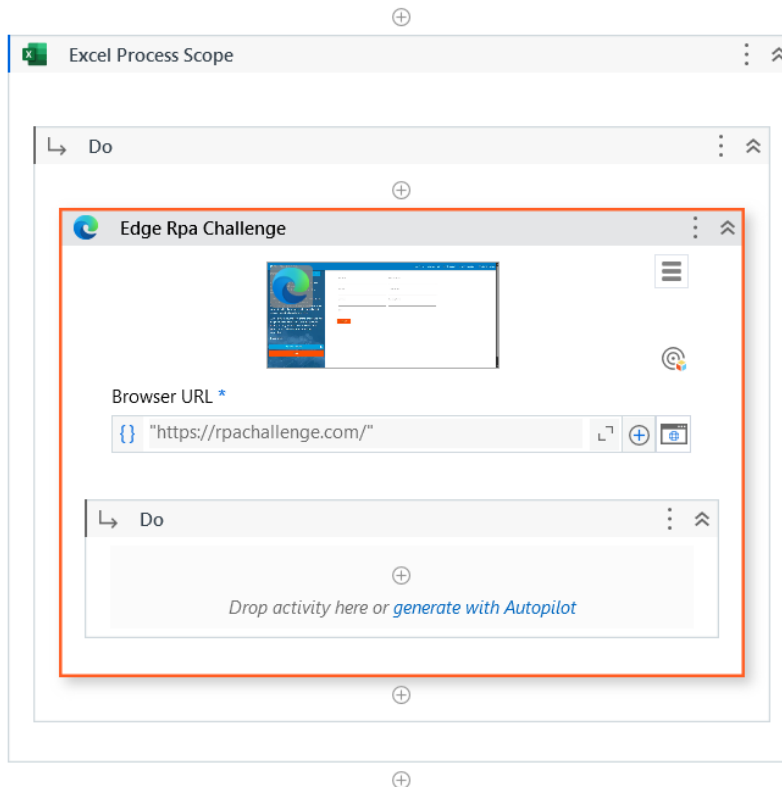 Excel Process Scope
Do
Edge Rpa Challenge
Browser URL *
{} "https://rpachallenge.com/"
Do
Drop activity here or generate with Autopilot